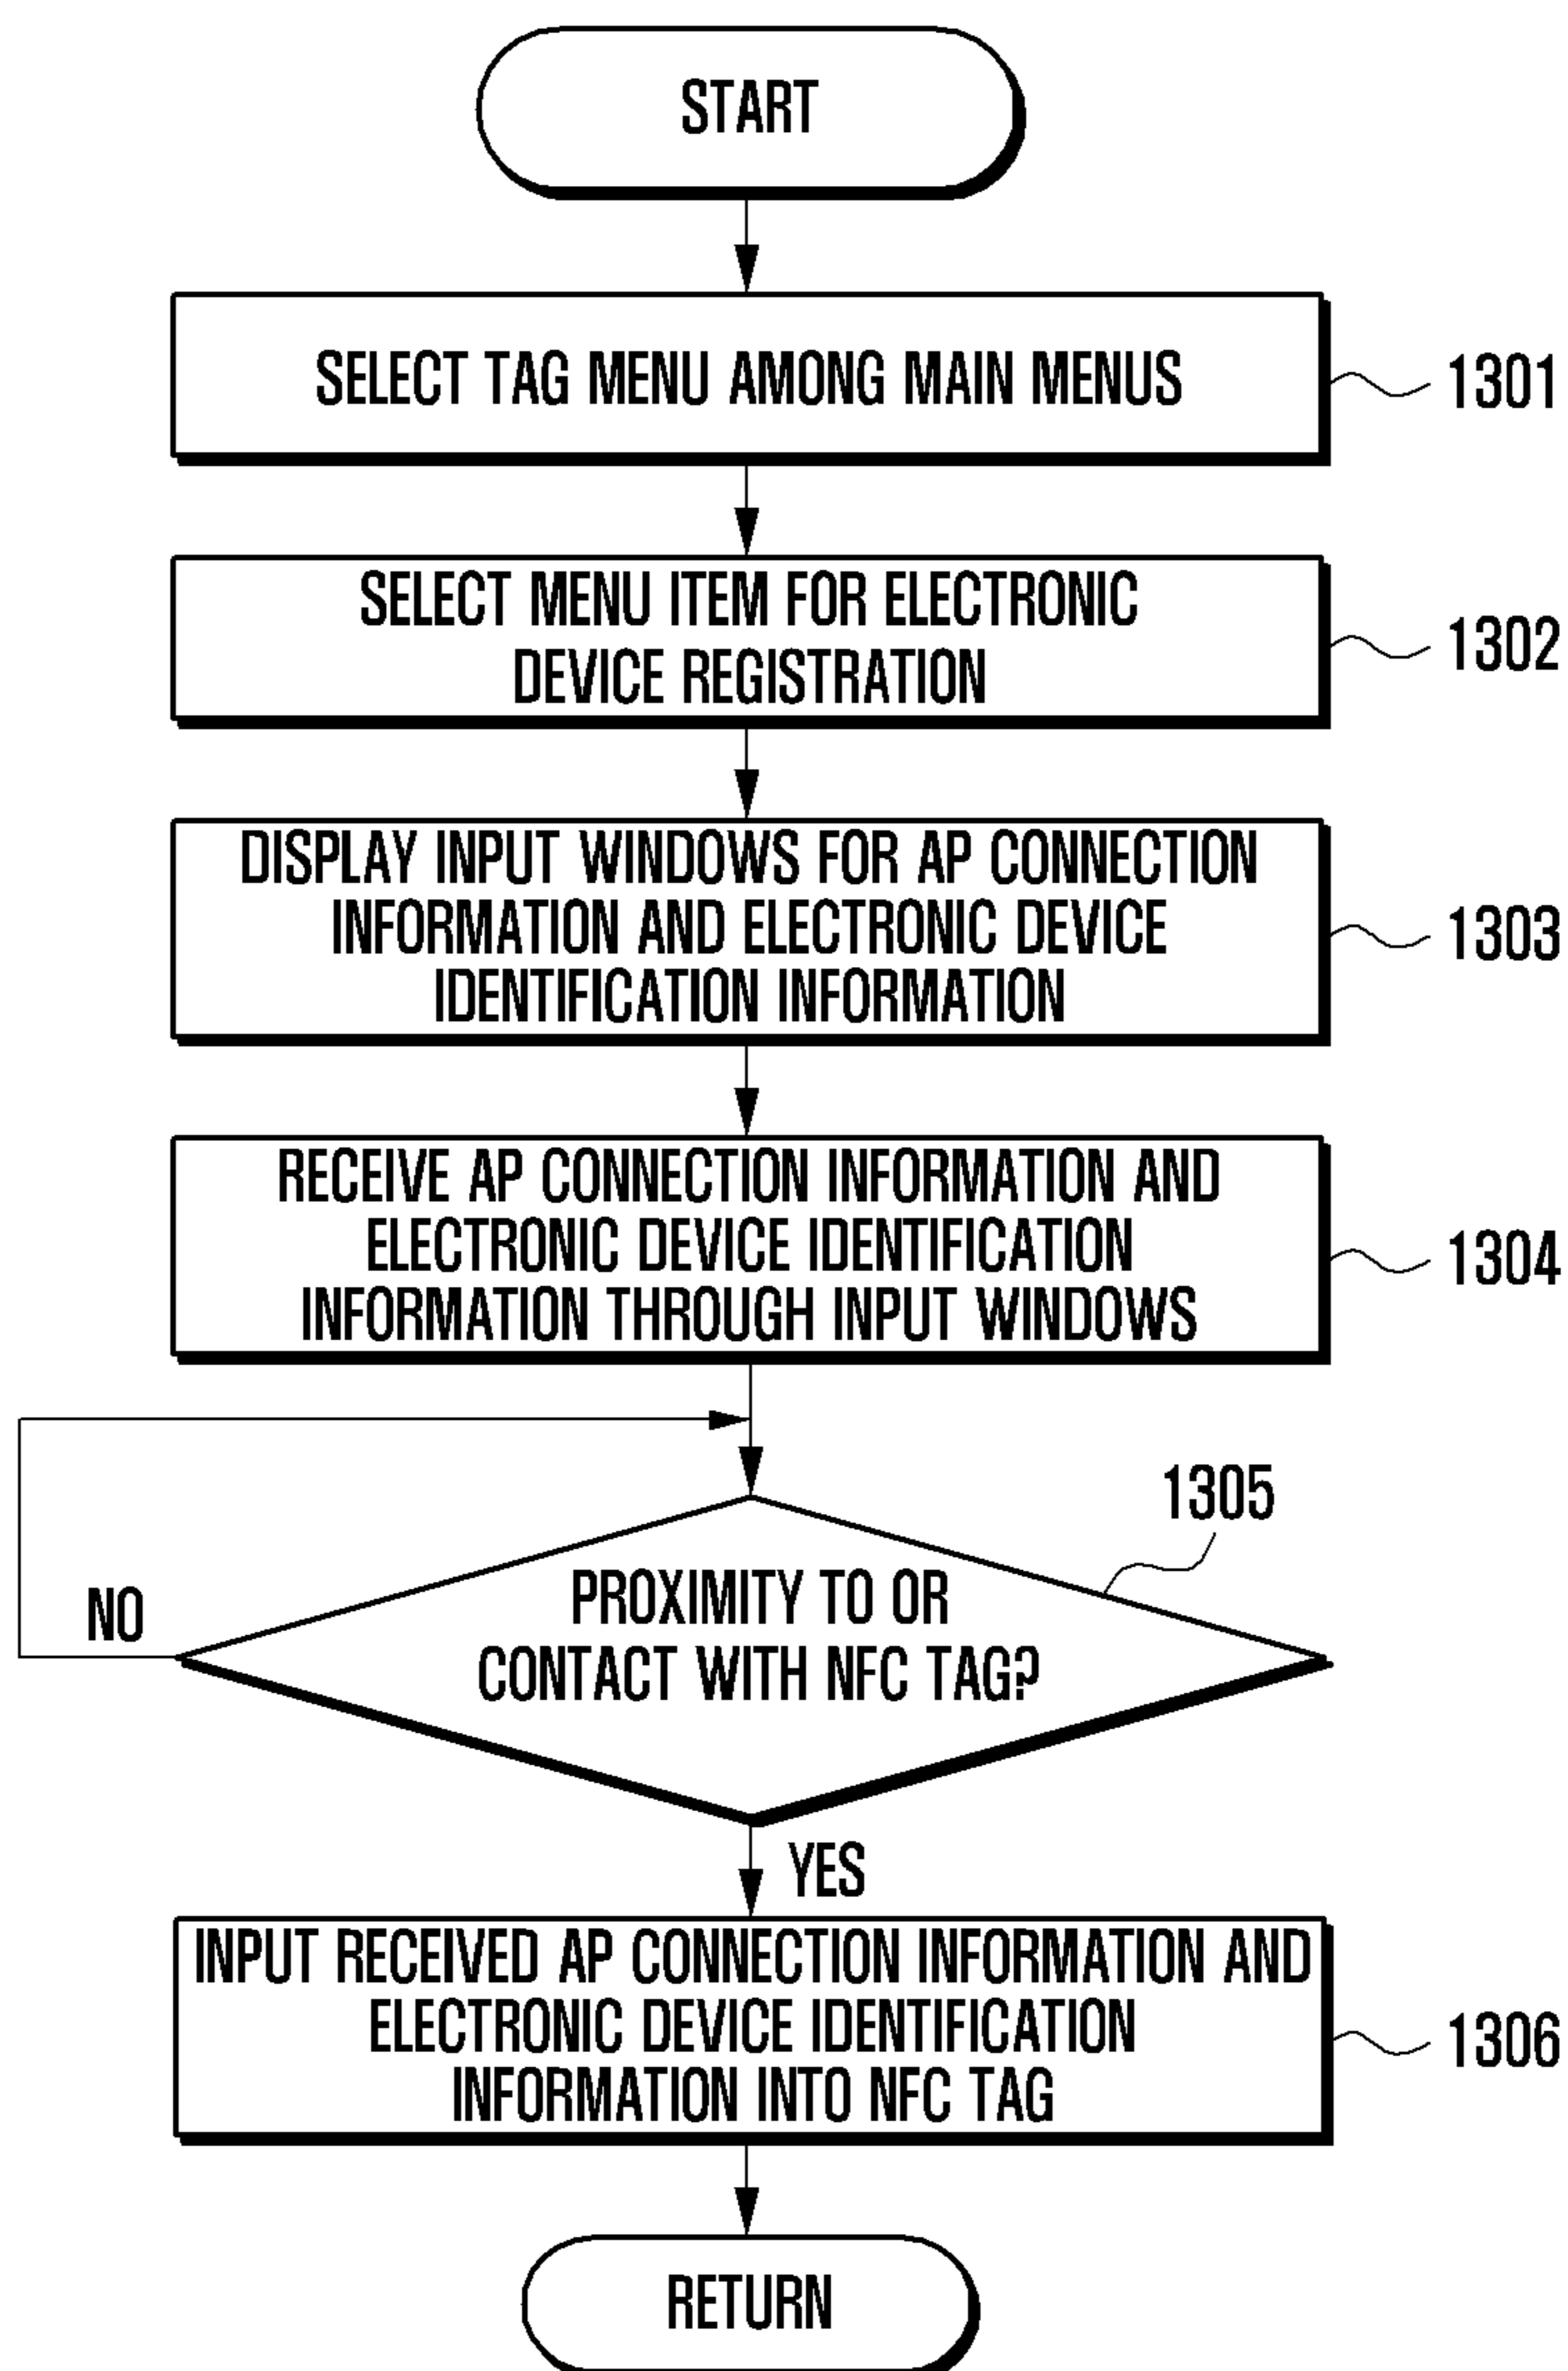 START
SELECT TAG MENU AMONG MAIN MENUS
1301
SELECT MENU ITEM FOR ELECTRONIC
DEVICE REGISTRATION
1302
DISPLAY INPUT WINDOWS FOR AP CONNECTION
INFORMATION AND ELECTRONIC DEVICE
IDENTIFICATION INFORMATION
1303
RECEIVE AP CONNECTION INFORMATION AND
ELECTRONIC DEVICE IDENTIFICATION
INFORMATION THROUGH INPUT WINDOWS
1304
1305
PROXIMITY TO OR
CONTACT WITH NFC TAG?
NO
YES
INPUT RECEIVED AP CONNECTION INFORMATION AND
ELECTRONIC DEVICE IDENTIFICATION
INFORMATION INTO NFC TAG
1306
RETURN